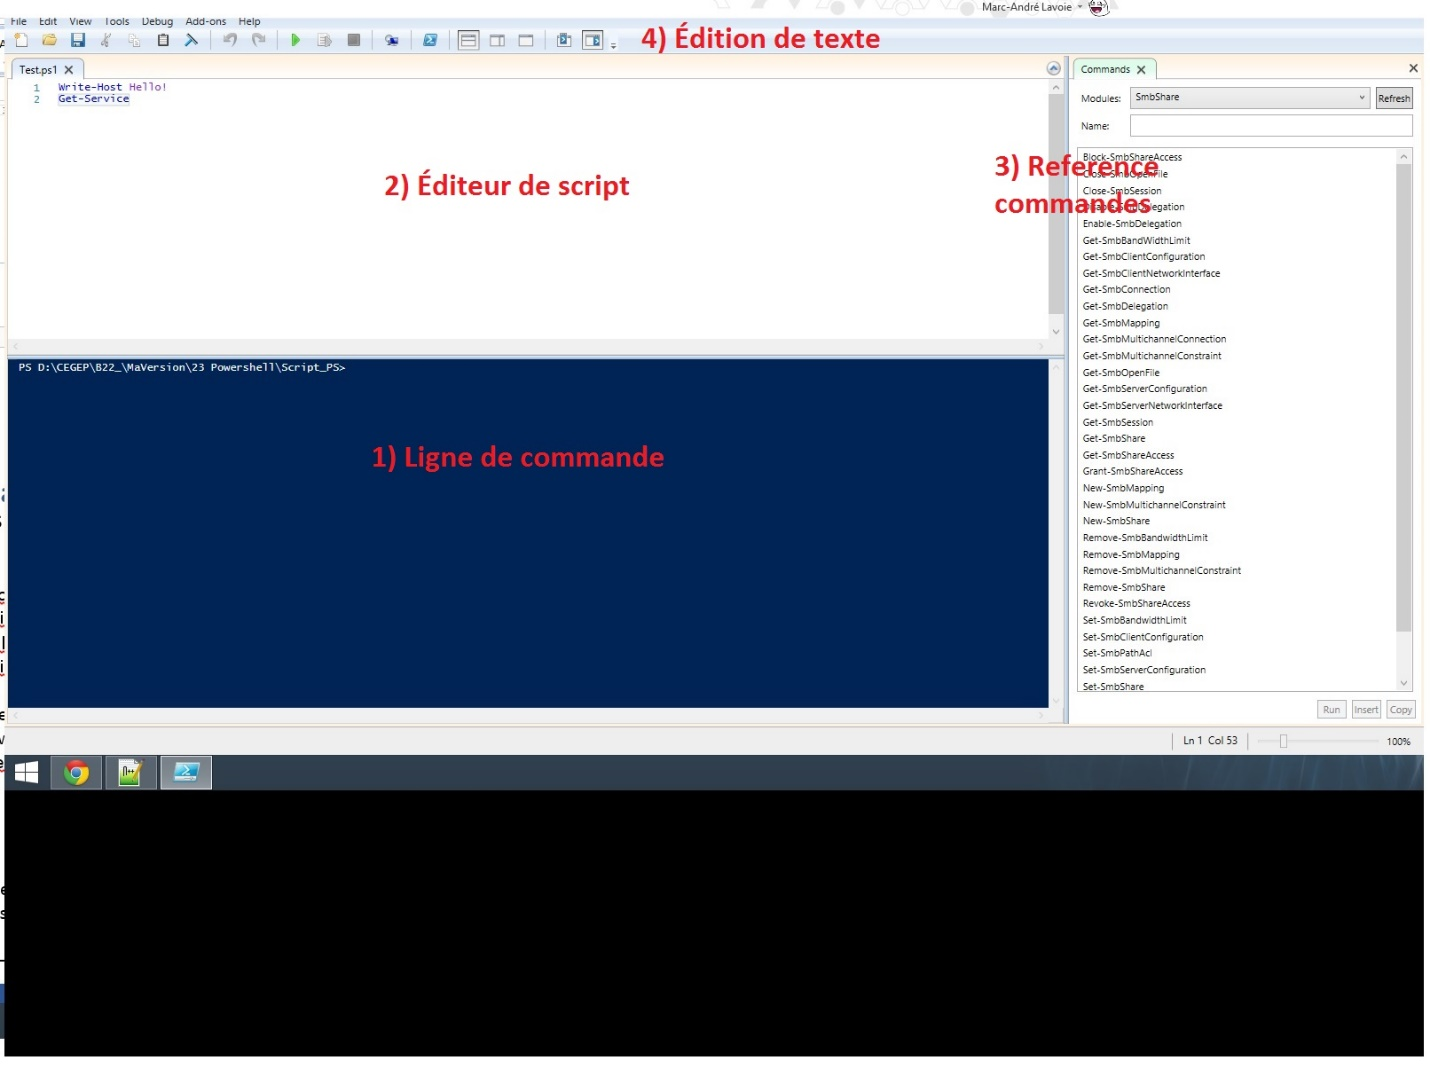 Marc-André Lavoie
File Edit View Tools Debug Add-ons Help
4) Édition de texte
Test.ps1
1 Write-Host Hello!
2 Get-Service
2) Éditeur de script
PS D:\CEGEP\B22_\MaVersion\23 Powershell\Script_PS>
1) Ligne de commande
Commands
Modules: SmbShare Refresh
Name:
3) Reference
commandes
Block-SmbShareAccess
Close-SmbOpenFile
Close-SmbSession
Disable-SmbDelegation
Enable-SmbDelegation
Get-SmbBandWidthLimit
Get-SmbClientConfiguration
Get-SmbClientNetworkInterface
Get-SmbConnection
Get-SmbDelegation
Get-SmbMapping
Get-SmbMultichannelConnection
Get-SmbMultichannelConstraint
Get-SmbOpenFile
Get-SmbServerConfiguration
Get-SmbServerNetworkInterface
Get-SmbSession
Get-SmbShare
Get-SmbShareAccess
Grant-SmbShareAccess
New-SmbMapping
New-SmbMultichannelConstraint
New-SmbShare
Remove-SmbBandwidthLimit
Remove-SmbMapping
Remove-SmbMultichannelConstraint
Remove-SmbShare
Revoke-SmbShareAccess
Set-SmbBandwidthLimit
Set-SmbClientConfiguration
Set-SmbPathAcl
Set-SmbServerConfiguration
Set-SmbShare
Run Insert Copy
Ln 1 Col 53 100%